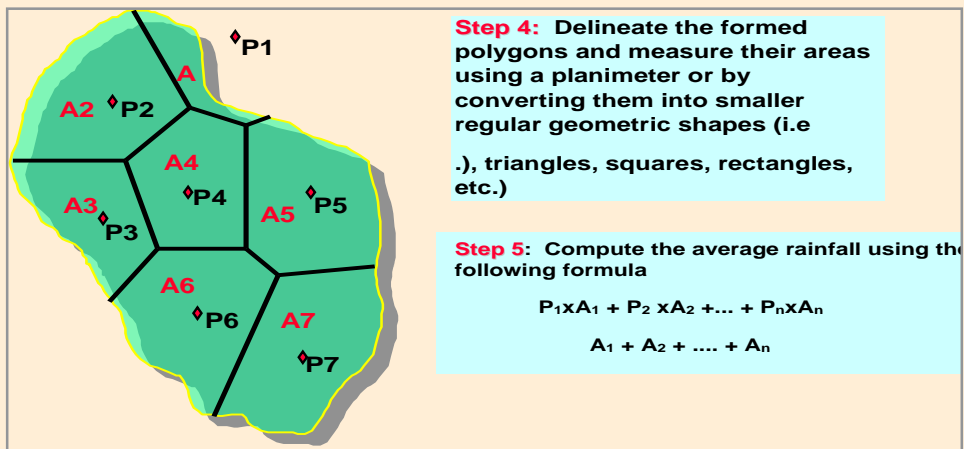 P1
A
A2
P2
A4
P4
A3
P3
A5
P5
A6
P6
A7
P7
Step 4: Delineate the formed
polygons and measure their areas
using a planimeter or by
converting them into smaller
regular geometric shapes (i.e
.), triangles, squares, rectangles,
etc.)
Step 5: Compute the average rainfall using the
following formula
P₁xA₁ + P₂ xA₂ +... + PₙxAₙ
A₁ + A₂ + .... + Aₙ